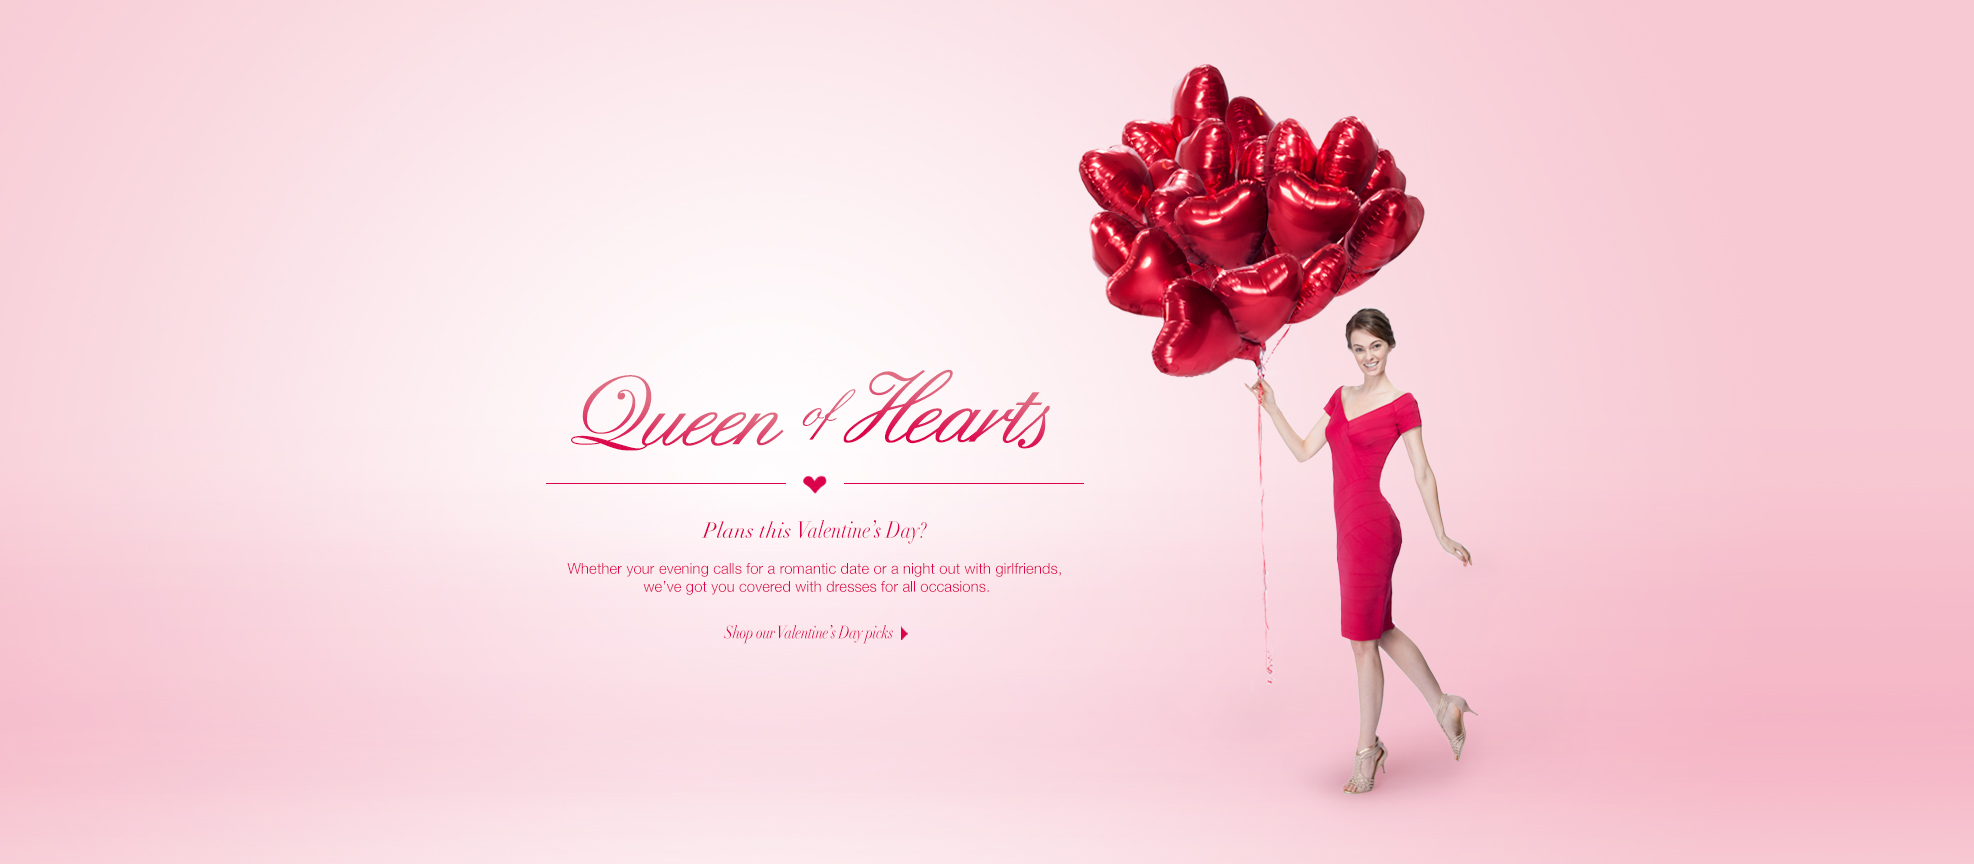 Queen of Hearts
Plans this Valentine's Day?
Whether your evening calls for a romantic date or a night out with girlfriends,
we've got you covered with dresses for all occasions.
Shop our Valentine's Day picks